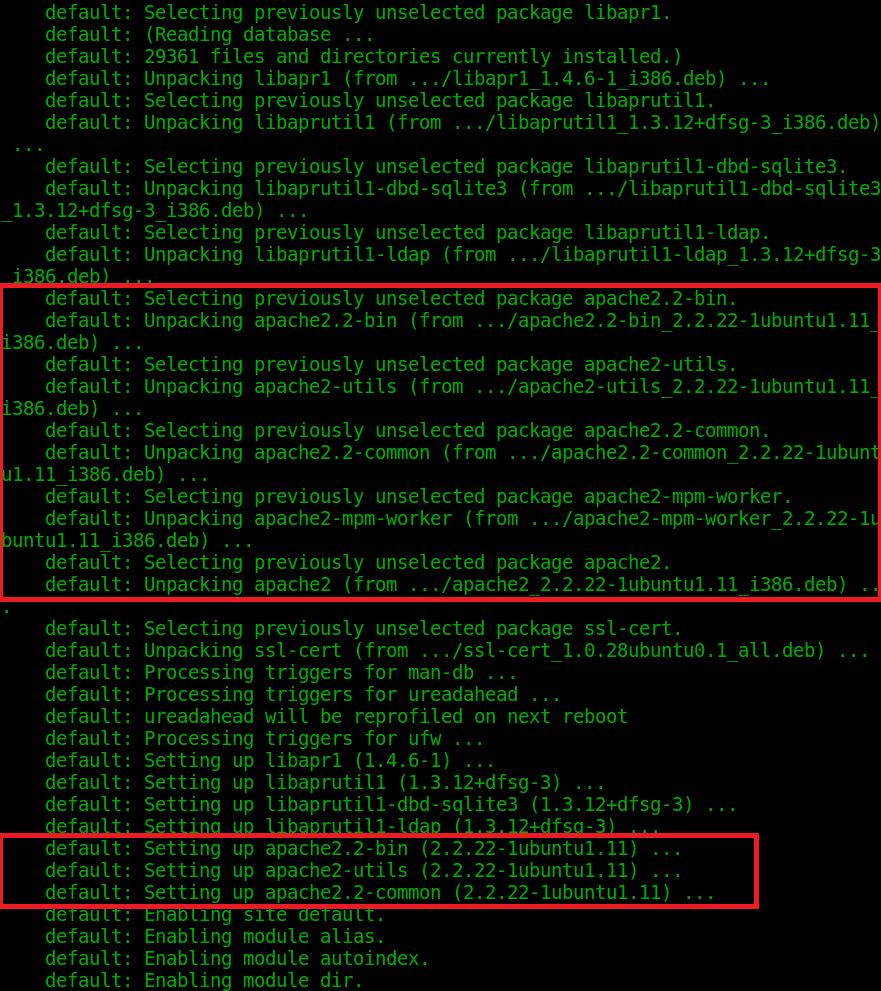 default: Selecting previously unselected package libapr1.
default: (Reading database ...
default: 29361 files and directories currently installed.)
default: Unpacking libapr1 (from .../libapr1_1.4.6-1_i386.deb) ...
default: Selecting previously unselected package libaprutil1.
default: Unpacking libaprutil1 (from .../libaprutil1_1.3.12+dfsg-3_i386.deb)
...
default: Selecting previously unselected package libaprutil1-dbd-sqlite3.
default: Unpacking libaprutil1-dbd-sqlite3 (from .../libaprutil1-dbd-sqlite3
_1.3.12+dfsg-3_i386.deb) ...
default: Selecting previously unselected package libaprutil1-ldap.
default: Unpacking libaprutil1-ldap (from .../libaprutil1-ldap_1.3.12+dfsg-3
_i386.deb) ...
default: Selecting previously unselected package apache2.2-bin.
default: Unpacking apache2.2-bin (from .../apache2.2-bin_2.2.22-1ubuntu1.11_
i386.deb) ...
default: Selecting previously unselected package apache2-utils.
default: Unpacking apache2-utils (from .../apache2-utils_2.2.22-1ubuntu1.11_
i386.deb) ...
default: Selecting previously unselected package apache2.2-common.
default: Unpacking apache2.2-common (from .../apache2.2-common_2.2.22-1ubunt
u1.11_i386.deb) ...
default: Selecting previously unselected package apache2-mpm-worker.
default: Unpacking apache2-mpm-worker (from .../apache2-mpm-worker_2.2.22-1u
buntu1.11_i386.deb) ...
default: Selecting previously unselected package apache2.
default: Unpacking apache2 (from .../apache2_2.2.22-1ubuntu1.11_i386.deb) ..
.
default: Selecting previously unselected package ssl-cert.
default: Unpacking ssl-cert (from .../ssl-cert_1.0.28ubuntu0.1_all.deb) ...
default: Processing triggers for man-db ...
default: Processing triggers for ureadahead ...
default: ureadahead will be reprofiled on next reboot
default: Processing triggers for ufw ...
default: Setting up libapr1 (1.4.6-1) ...
default: Setting up libaprutil1 (1.3.12+dfsg-3) ...
default: Setting up libaprutil1-dbd-sqlite3 (1.3.12+dfsg-3) ...
default: Setting up libaprutil1-ldap (1.3.12+dfsg-3) ...
default: Setting up apache2.2-bin (2.2.22-1ubuntu1.11) ...
default: Setting up apache2-utils (2.2.22-1ubuntu1.11) ...
default: Setting up apache2.2-common (2.2.22-1ubuntu1.11) ...
default: Enabling site default.
default: Enabling module alias.
default: Enabling module autoindex.
default: Enabling module dir.